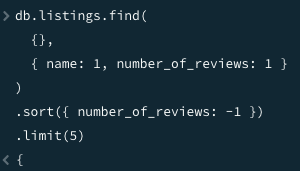 > db.listings.find(
{},
{ name: 1, number_of_reviews: 1 }
)
.sort({ number_of_reviews: -1 })
.limit(5)
< {